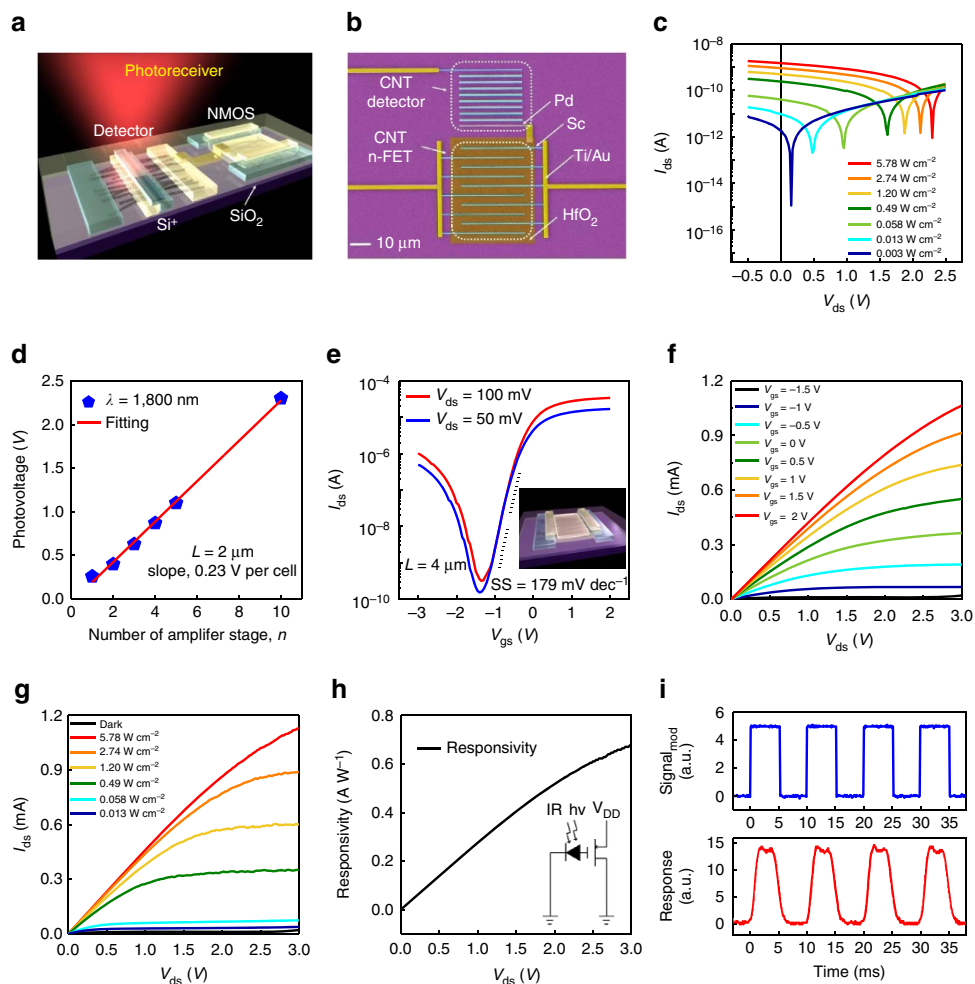 a
Photoreceiver
Detector
NMOS
Si⁺
SiO₂
b
CNT
detector
Pd
CNT
n-FET
Sc
Ti/Au
HfO₂
10 μm
c
I_ds (A)
10⁻⁸
10⁻¹⁰
10⁻¹²
10⁻¹⁴
10⁻¹⁶
5.78 W cm⁻²
2.74 W cm⁻²
1.20 W cm⁻²
0.49 W cm⁻²
0.058 W cm⁻²
0.013 W cm⁻²
0.003 W cm⁻²
−0.5 0.0 0.5 1.0 1.5 2.0 2.5
V_ds (V)
d
Photovoltage (V)
2.5
2.0
1.5
1.0
0.5
0.0
λ = 1,800 nm
Fitting
L = 2 μm
slope, 0.23 V per cell
0 2 4 6 8 10
Number of amplifer stage, n
e
I_ds (A)
10⁻⁴
10⁻⁶
10⁻⁸
10⁻¹⁰
V_ds = 100 mV
V_ds = 50 mV
L = 4 μm
SS = 179 mV dec⁻¹
−3 −2 −1 0 1 2
V_gs (V)
f
I_ds (mA)
1.2
0.9
0.6
0.3
0.0
V_gs = −1.5 V
V_gs = −1 V
V_gs = −0.5 V
V_gs = 0 V
V_gs = 0.5 V
V_gs = 1 V
V_gs = 1.5 V
V_gs = 2 V
0.0 0.5 1.0 1.5 2.0 2.5 3.0
V_ds (V)
g
I_ds (mA)
1.2
0.9
0.6
0.3
0.0
Dark
5.78 W cm⁻²
2.74 W cm⁻²
1.20 W cm⁻²
0.49 W cm⁻²
0.058 W cm⁻²
0.013 W cm⁻²
0.0 0.5 1.0 1.5 2.0 2.5 3.0
V_ds (V)
h
Responsivity (A W⁻¹)
0.8
0.6
0.4
0.2
0.0
Responsivity
IR hv V_DD
0.0 0.5 1.0 1.5 2.0 2.5 3.0
V_ds (V)
i
Signal_mod
(a.u.)
6
4
2
0
0 5 10 15 20 25 30 35
Response
(a.u.)
15
10
5
0
0 5 10 15 20 25 30 35
Time (ms)